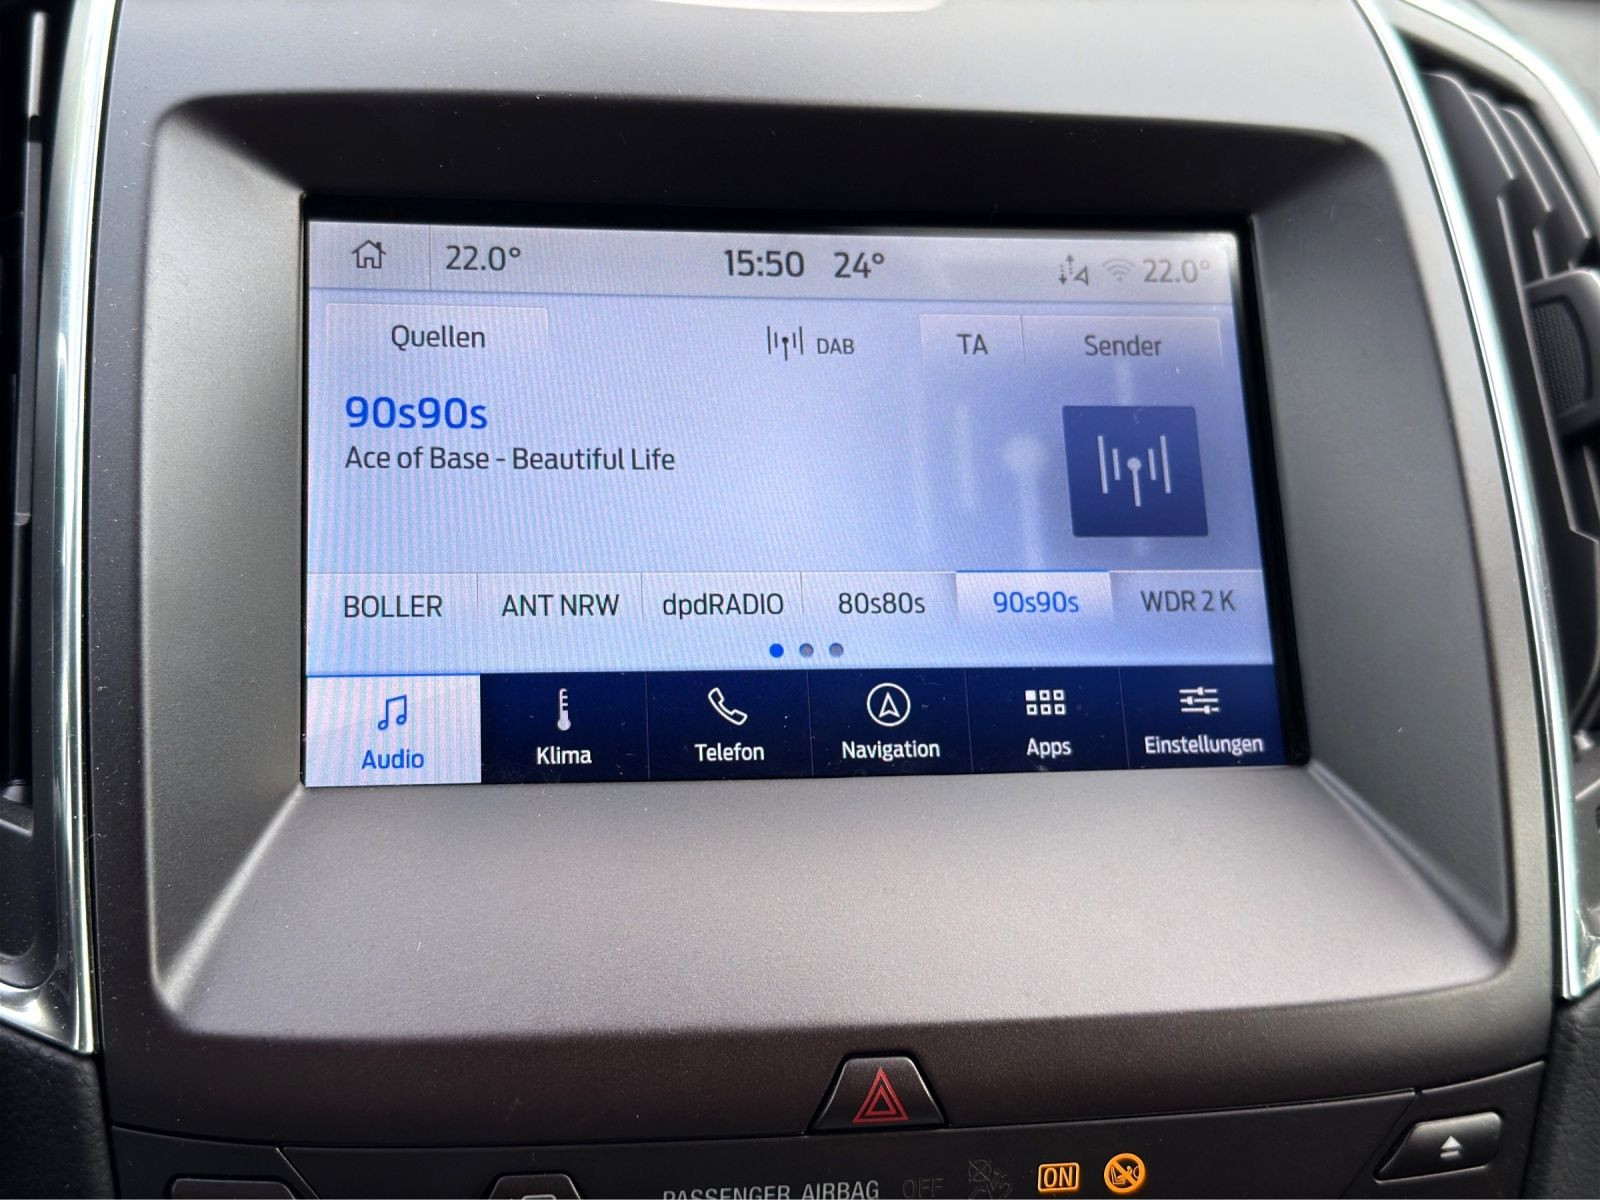 22.0° 15:50 24° 22.0°
Quellen DAB TA Sender
90s90s
Ace of Base - Beautiful Life
BOLLER ANT NRW dpdRADIO 80s80s 90s90s WDR 2 K
Audio Klima Telefon Navigation Apps Einstellungen
PASSENGER AIRBAG OFF ON